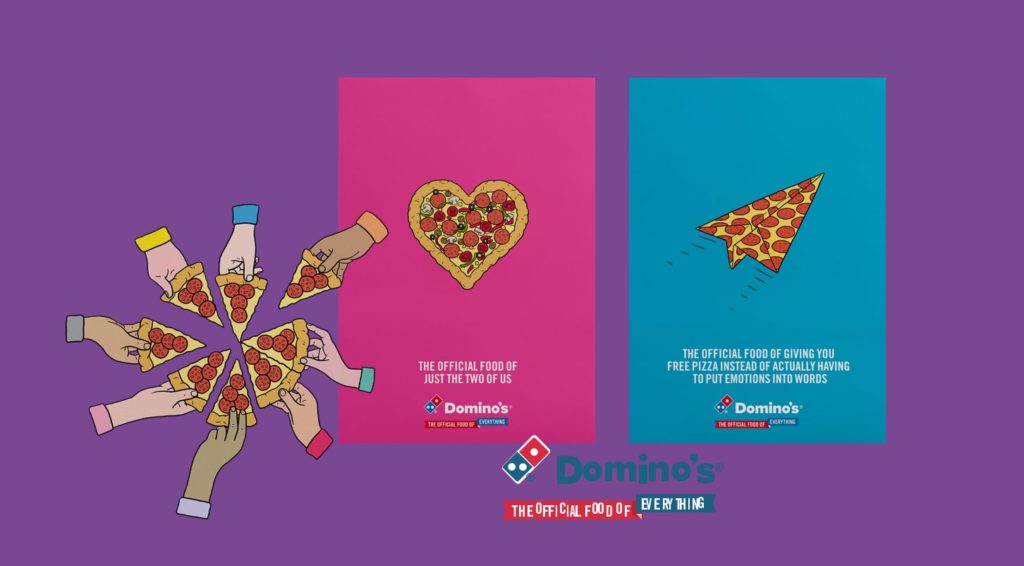 THE OFFICIAL FOOD OF
JUST THE TWO OF US
Domino's®
THE OFFICIAL FOOD OF EVERYTHING
THE OFFICIAL FOOD OF GIVING YOU
FREE PIZZA INSTEAD OF ACTUALLY HAVING
TO PUT EMOTIONS INTO WORDS
Domino's®
THE OFFICIAL FOOD OF EVERYTHING
Domino's®
THE OFFICIAL FOOD OF EVERYTHING